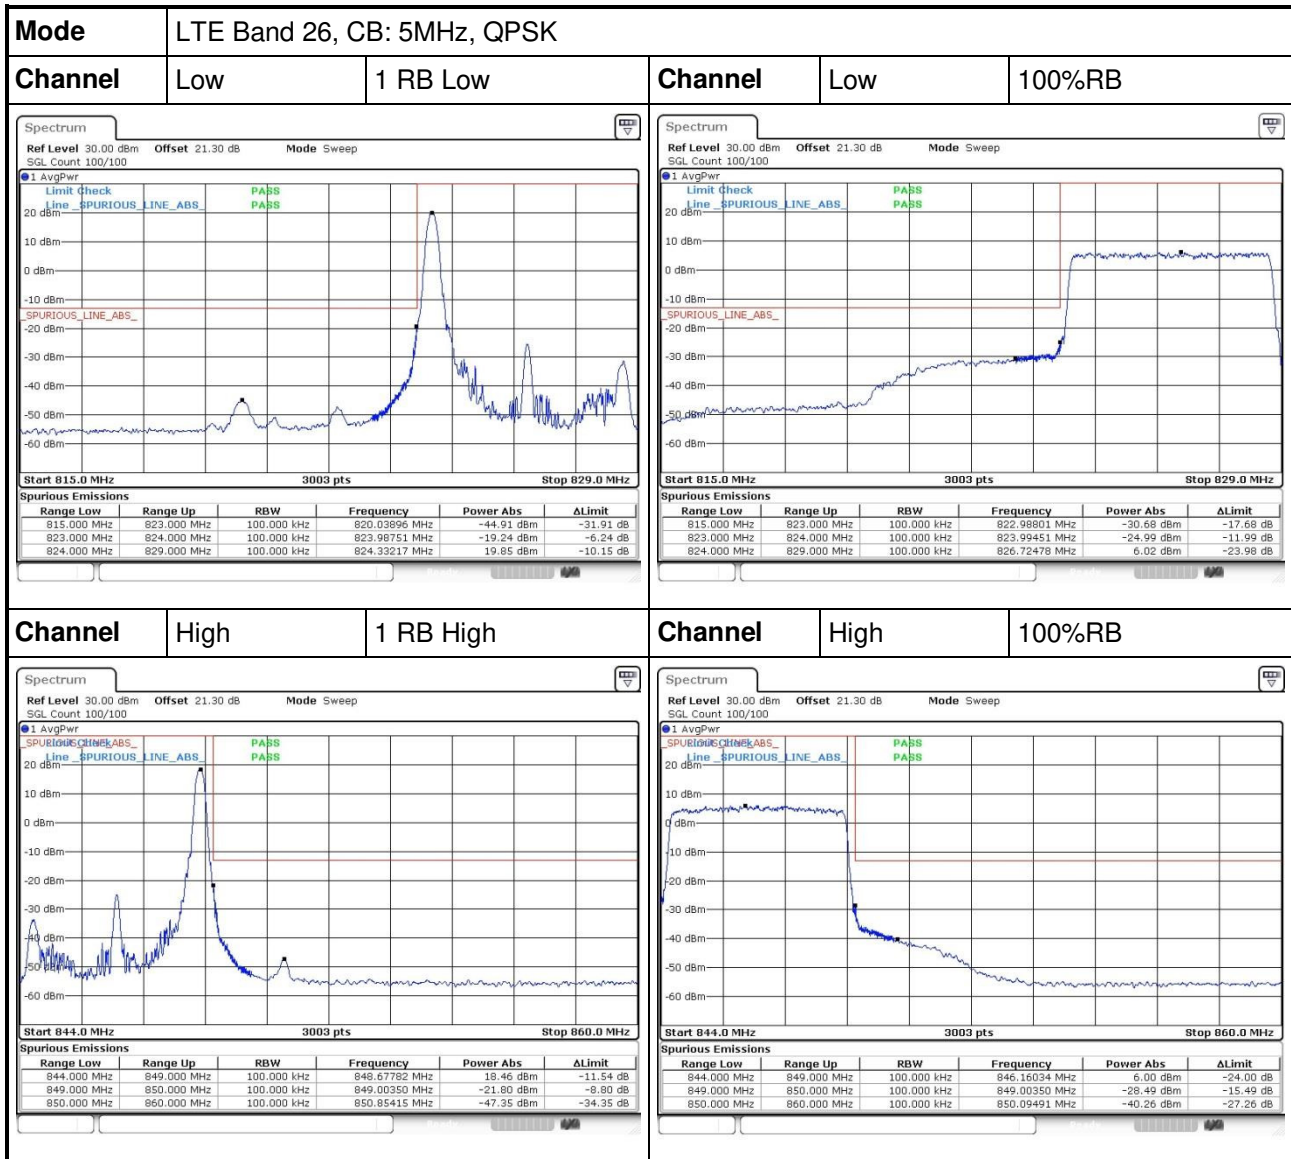 Mode LTE Band 26, CB: 5MHz, QPSK
Channel Low 1 RB Low Channel Low 100%RB
Spectrum
Ref Level 30.00 dBm Offset 21.30 dB Mode Sweep
SGL Count 100/100
1 AvgPwr
Limit Check PASS
Line _SPURIOUS_LINE_ABS_ PASS
20 dBm
10 dBm
0 dBm
-10 dBm
_SPURIOUS_LINE_ABS_
-20 dBm
-30 dBm
-40 dBm
-50 dBm
-60 dBm
Start 815.0 MHz 3003 pts Stop 829.0 MHz
Spurious Emissions
Range Low Range Up RBW Frequency Power Abs ΔLimit
815.000 MHz 823.000 MHz 100.000 kHz 820.03896 MHz -44.91 dBm -31.91 dB
823.000 MHz 824.000 MHz 100.000 kHz 823.98751 MHz -19.24 dBm -6.24 dB
824.000 MHz 829.000 MHz 100.000 kHz 824.33217 MHz 19.85 dBm -10.15 dB
Spectrum
Ref Level 30.00 dBm Offset 21.30 dB Mode Sweep
SGL Count 100/100
1 AvgPwr
Limit Check PASS
Line _SPURIOUS_LINE_ABS_ PASS
20 dBm
10 dBm
0 dBm
-10 dBm
_SPURIOUS_LINE_ABS_
-20 dBm
-30 dBm
-40 dBm
-50 dBm
-60 dBm
Start 815.0 MHz 3003 pts Stop 829.0 MHz
Spurious Emissions
Range Low Range Up RBW Frequency Power Abs ΔLimit
815.000 MHz 823.000 MHz 100.000 kHz 822.98801 MHz -30.68 dBm -17.68 dB
823.000 MHz 824.000 MHz 100.000 kHz 823.99451 MHz -24.99 dBm -11.99 dB
824.000 MHz 829.000 MHz 100.000 kHz 826.72478 MHz 6.02 dBm -23.98 dB
Channel High 1 RB High Channel High 100%RB
Spectrum
Ref Level 30.00 dBm Offset 21.30 dB Mode Sweep
SGL Count 100/100
1 AvgPwr
_SPURIOUS_LINE_ABS_
Limit Check PASS
Line _SPURIOUS_LINE_ABS_ PASS
20 dBm
10 dBm
0 dBm
-10 dBm
-20 dBm
-30 dBm
-40 dBm
-50 dBm
-60 dBm
Start 844.0 MHz 3003 pts Stop 860.0 MHz
Spurious Emissions
Range Low Range Up RBW Frequency Power Abs ΔLimit
844.000 MHz 849.000 MHz 100.000 kHz 848.67782 MHz 18.46 dBm -11.54 dB
849.000 MHz 850.000 MHz 100.000 kHz 849.00350 MHz -21.80 dBm -8.80 dB
850.000 MHz 860.000 MHz 100.000 kHz 850.85415 MHz -47.35 dBm -34.35 dB
Spectrum
Ref Level 30.00 dBm Offset 21.30 dB Mode Sweep
SGL Count 100/100
1 AvgPwr
_SPURIOUS_LINE_ABS_
Limit Check PASS
Line _SPURIOUS_LINE_ABS_ PASS
20 dBm
10 dBm
0 dBm
-10 dBm
-20 dBm
-30 dBm
-40 dBm
-50 dBm
-60 dBm
Start 844.0 MHz 3003 pts Stop 860.0 MHz
Spurious Emissions
Range Low Range Up RBW Frequency Power Abs ΔLimit
844.000 MHz 849.000 MHz 100.000 kHz 846.16034 MHz 6.00 dBm -24.00 dB
849.000 MHz 850.000 MHz 100.000 kHz 849.00350 MHz -28.49 dBm -15.49 dB
850.000 MHz 860.000 MHz 100.000 kHz 850.09491 MHz -40.26 dBm -27.26 dB